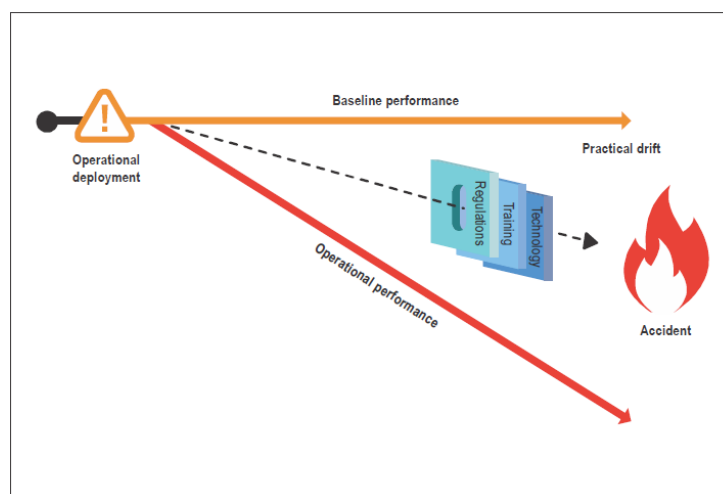 Baseline performance
Practical drift
Operational
deployment
Regulations
Training
Technology
Operational performance
Accident